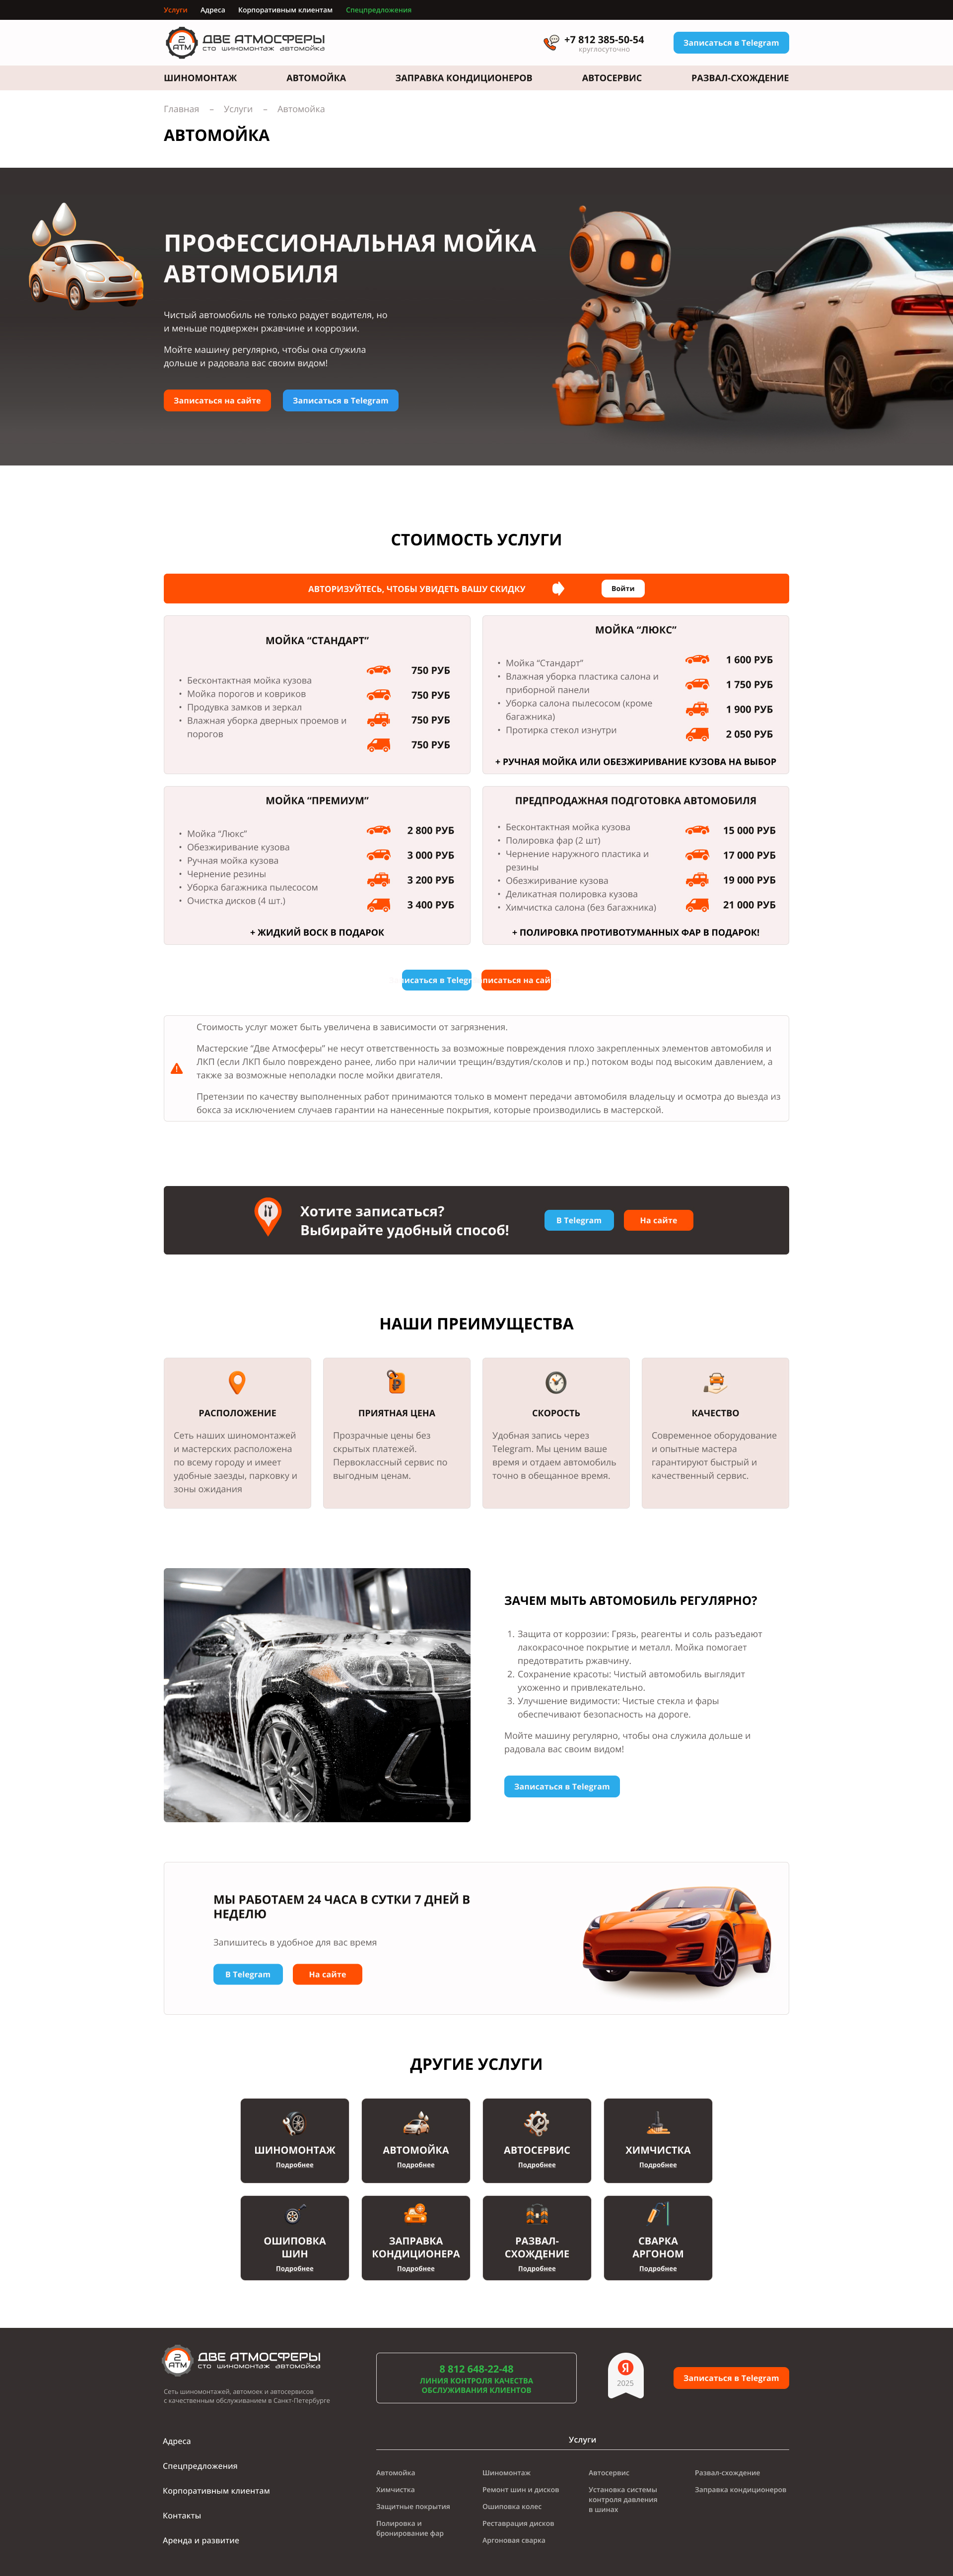 Услуги Адреса Корпоративным клиентам Спецпредложения
2 АТМ ДВЕ АТМОСФЕРЫ
сто шиномонтаж автомойка
+7 812 385-50-54
круглосуточно
Записаться в Telegram
ШИНОМОНТАЖ АВТОМОЙКА ЗАПРАВКА КОНДИЦИОНЕРОВ АВТОСЕРВИС РАЗВАЛ-СХОЖДЕНИЕ
Главная – Услуги – Автомойка
АВТОМОЙКА
ПРОФЕССИОНАЛЬНАЯ МОЙКА
АВТОМОБИЛЯ
Чистый автомобиль не только радует водителя, но
и меньше подвержен ржавчине и коррозии.
Мойте машину регулярно, чтобы она служила
дольше и радовала вас своим видом!
Записаться на сайте Записаться в Telegram
СТОИМОСТЬ УСЛУГИ
АВТОРИЗУЙТЕСЬ, ЧТОБЫ УВИДЕТЬ ВАШУ СКИДКУ Войти
МОЙКА “СТАНДАРТ”
• Бесконтактная мойка кузова
• Мойка порогов и ковриков
• Продувка замков и зеркал
• Влажная уборка дверных проемов и
порогов
750 РУБ
750 РУБ
750 РУБ
750 РУБ
МОЙКА “ЛЮКС”
• Мойка “Стандарт”
• Влажная уборка пластика салона и
приборной панели
• Уборка салона пылесосом (кроме
багажника)
• Протирка стекол изнутри
1 600 РУБ
1 750 РУБ
1 900 РУБ
2 050 РУБ
+ РУЧНАЯ МОЙКА ИЛИ ОБЕЗЖИРИВАНИЕ КУЗОВА НА ВЫБОР
МОЙКА “ПРЕМИУМ”
• Мойка “Люкс”
• Обезжиривание кузова
• Ручная мойка кузова
• Чернение резины
• Уборка багажника пылесосом
• Очистка дисков (4 шт.)
2 800 РУБ
3 000 РУБ
3 200 РУБ
3 400 РУБ
+ ЖИДКИЙ ВОСК В ПОДАРОК
ПРЕДПРОДАЖНАЯ ПОДГОТОВКА АВТОМОБИЛЯ
• Бесконтактная мойка кузова
• Полировка фар (2 шт)
• Чернение наружного пластика и
резины
• Обезжиривание кузова
• Деликатная полировка кузова
• Химчистка салона (без багажника)
15 000 РУБ
17 000 РУБ
19 000 РУБ
21 000 РУБ
+ ПОЛИРОВКА ПРОТИВОТУМАННЫХ ФАР В ПОДАРОК!
исаться в Telegr писаться на сай
Стоимость услуг может быть увеличена в зависимости от загрязнения.
Мастерские “Две Атмосферы” не несут ответственность за возможные повреждения плохо закрепленных элементов автомобиля и
ЛКП (если ЛКП было повреждено ранее, либо при наличии трещин/вздутия/сколов и пр.) потоком воды под высоким давлением, а
также за возможные неполадки после мойки двигателя.
Претензии по качеству выполненных работ принимаются только в момент передачи автомобиля владельцу и осмотра до выезда из
бокса за исключением случаев гарантии на нанесенные покрытия, которые производились в мастерской.
Хотите записаться?
Выбирайте удобный способ!
В Telegram На сайте
НАШИ ПРЕИМУЩЕСТВА
РАСПОЛОЖЕНИЕ
Сеть наших шиномонтажей
и мастерских расположена
по всему городу и имеет
удобные заезды, парковку и
зоны ожидания
ПРИЯТНАЯ ЦЕНА
Прозрачные цены без
скрытых платежей.
Первоклассный сервис по
выгодным ценам.
СКОРОСТЬ
Удобная запись через
Telegram. Мы ценим ваше
время и отдаем автомобиль
точно в обещанное время.
КАЧЕСТВО
Современное оборудование
и опытные мастера
гарантируют быстрый и
качественный сервис.
ЗАЧЕМ МЫТЬ АВТОМОБИЛЬ РЕГУЛЯРНО?
1. Защита от коррозии: Грязь, реагенты и соль разъедают
лакокрасочное покрытие и металл. Мойка помогает
предотвратить ржавчину.
2. Сохранение красоты: Чистый автомобиль выглядит
ухоженно и привлекательно.
3. Улучшение видимости: Чистые стекла и фары
обеспечивают безопасность на дороге.
Мойте машину регулярно, чтобы она служила дольше и
радовала вас своим видом!
Записаться в Telegram
МЫ РАБОТАЕМ 24 ЧАСА В СУТКИ 7 ДНЕЙ В
НЕДЕЛЮ
Запишитесь в удобное для вас время
В Telegram На сайте
ДРУГИЕ УСЛУГИ
ШИНОМОНТАЖ
Подробнее
АВТОМОЙКА
Подробнее
АВТОСЕРВИС
Подробнее
ХИМЧИСТКА
Подробнее
ОШИПОВКА
ШИН
Подробнее
ЗАПРАВКА
КОНДИЦИОНЕРА
Подробнее
РАЗВАЛ-
СХОЖДЕНИЕ
Подробнее
СВАРКА
АРГОНОМ
Подробнее
2 АТМ ДВЕ АТМОСФЕРЫ
сто шиномонтаж автомойка
Сеть шиномонтажей, автомоек и автосервисов
с качественным обслуживанием в Санкт-Петербурге
8 812 648-22-48
ЛИНИЯ КОНТРОЛЯ КАЧЕСТВА
ОБСЛУЖИВАНИЯ КЛИЕНТОВ
Я
2025
Записаться в Telegram
Адреса
Спецпредложения
Корпоративным клиентам
Контакты
Аренда и развитие
Услуги
Автомойка
Химчистка
Защитные покрытия
Полировка и
бронирование фар
Шиномонтаж
Ремонт шин и дисков
Ошиповка колес
Реставрация дисков
Аргоновая сварка
Автосервис
Установка системы
контроля давления
в шинах
Развал-схождение
Заправка кондиционеров